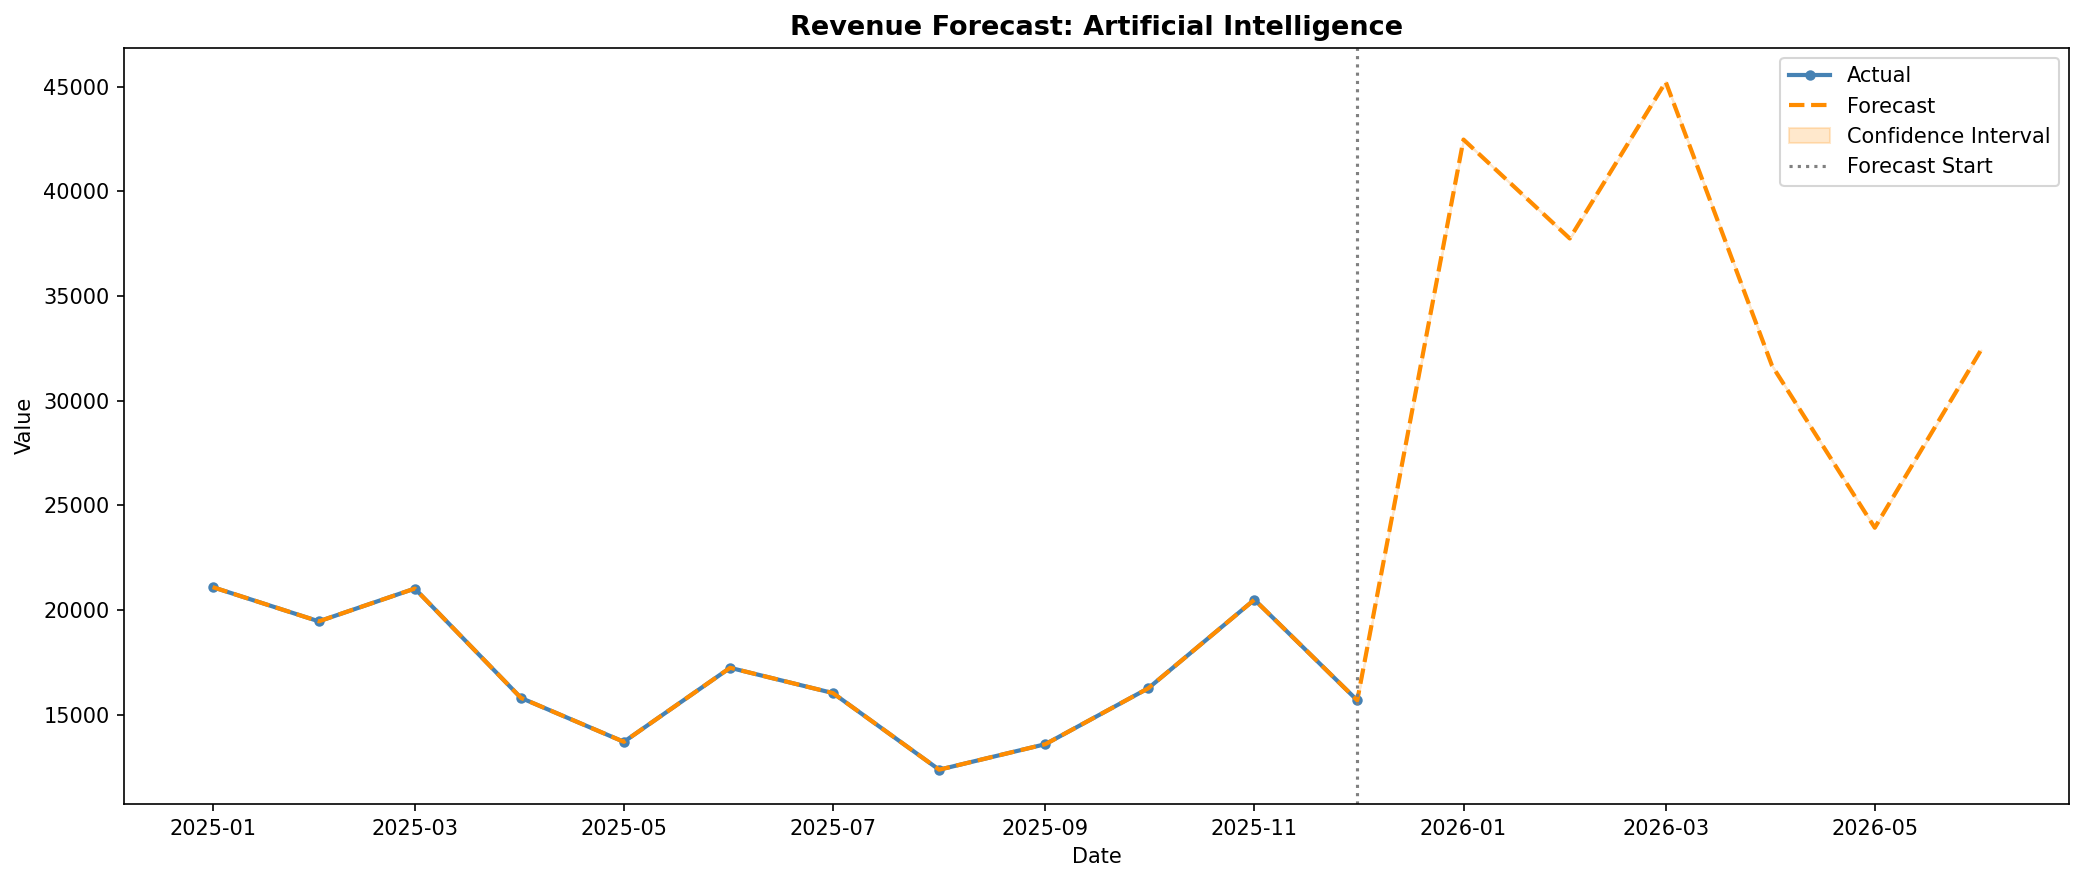 Revenue Forecast: Artificial Intelligence
Actual
Forecast
Confidence Interval
Forecast Start
45000
40000
35000
30000
25000
20000
15000
Value
2025-01
2025-03
2025-05
2025-07
2025-09
2025-11
2026-01
2026-03
2026-05
Date